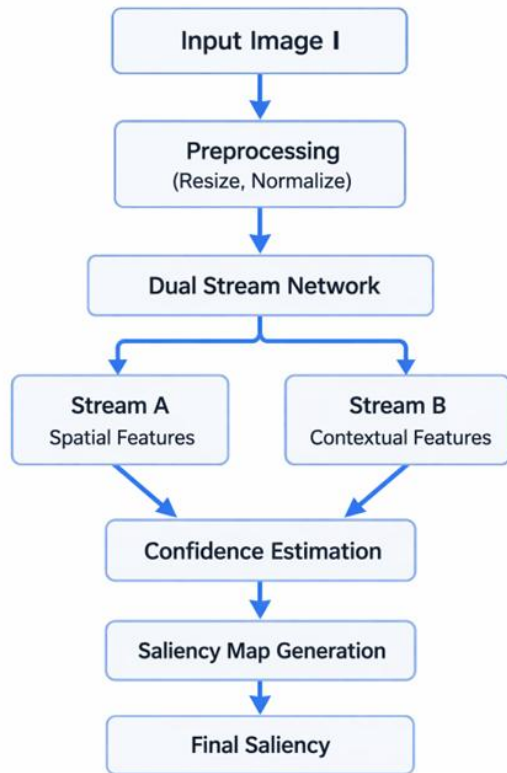 Input Image I
Preprocessing
(Resize, Normalize)
Dual Stream Network
Stream A
Spatial Features
Stream B
Contextual Features
Confidence Estimation
Saliency Map Generation
Final Saliency